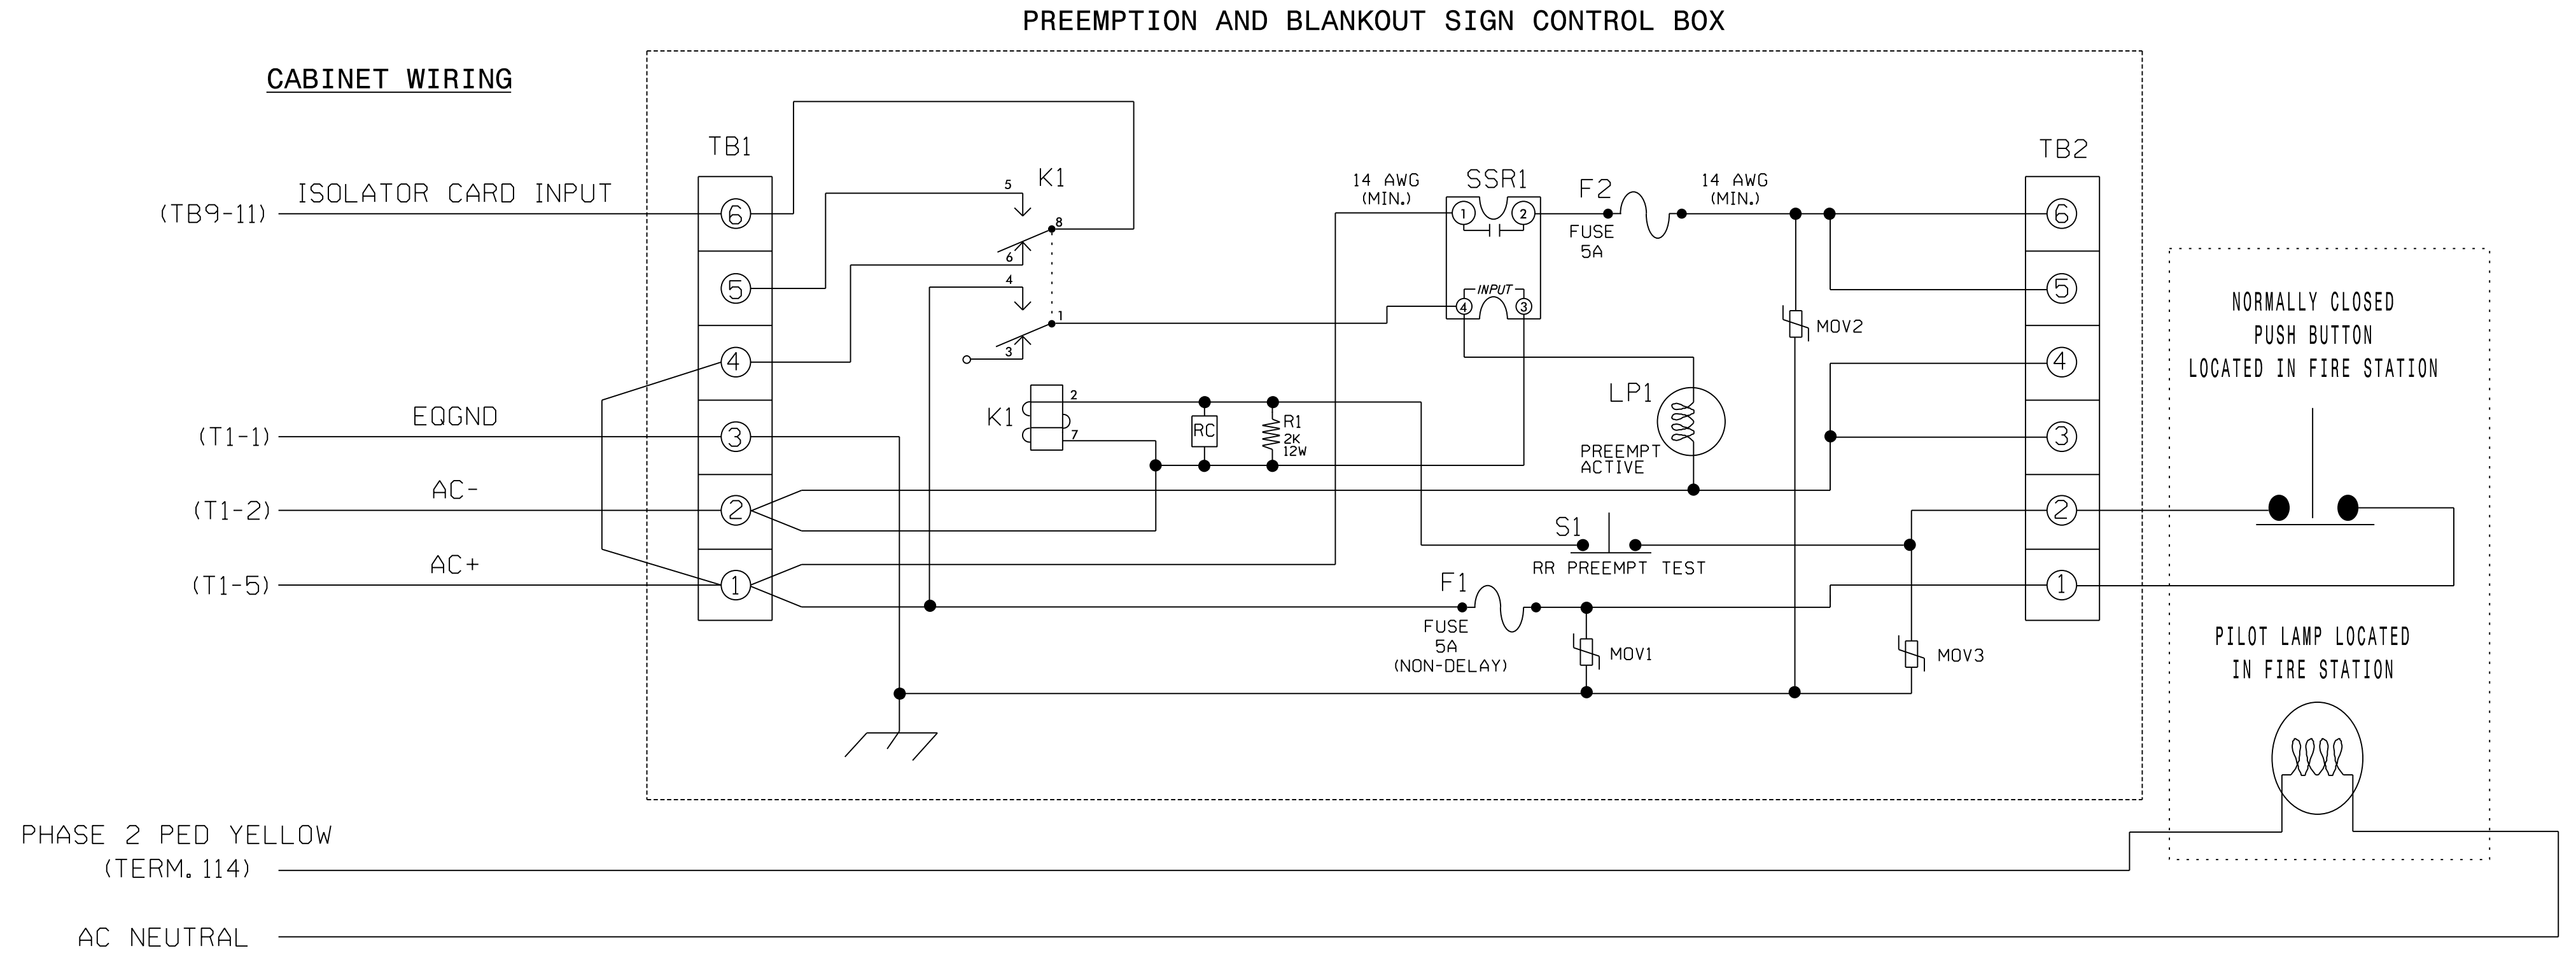 PREEMPTION AND BLANKOUT SIGN CONTROL BOX
CABINET WIRING
TB1
TB2
(TB9-11)
ISOLATOR CARD INPUT
6
5
4
3
2
1
EQGND
(T1-1)
AC-
(T1-2)
AC+
(T1-5)
5
K1
8
6
4
1
3
K1
2
7
RC
R1
2K
12W
14 AWG
(MIN.)
SSR1
1
2
INPUT
4
3
F2
FUSE
5A
14 AWG
(MIN.)
MOV2
LP1
PREEMPT
ACTIVE
S1
RR PREEMPT TEST
F1
FUSE
5A
(NON-DELAY)
MOV1
MOV3
6
5
4
3
2
1
NORMALLY CLOSED
PUSH BUTTON
LOCATED IN FIRE STATION
PILOT LAMP LOCATED
IN FIRE STATION
PHASE 2 PED YELLOW
(TERM. 114)
AC NEUTRAL